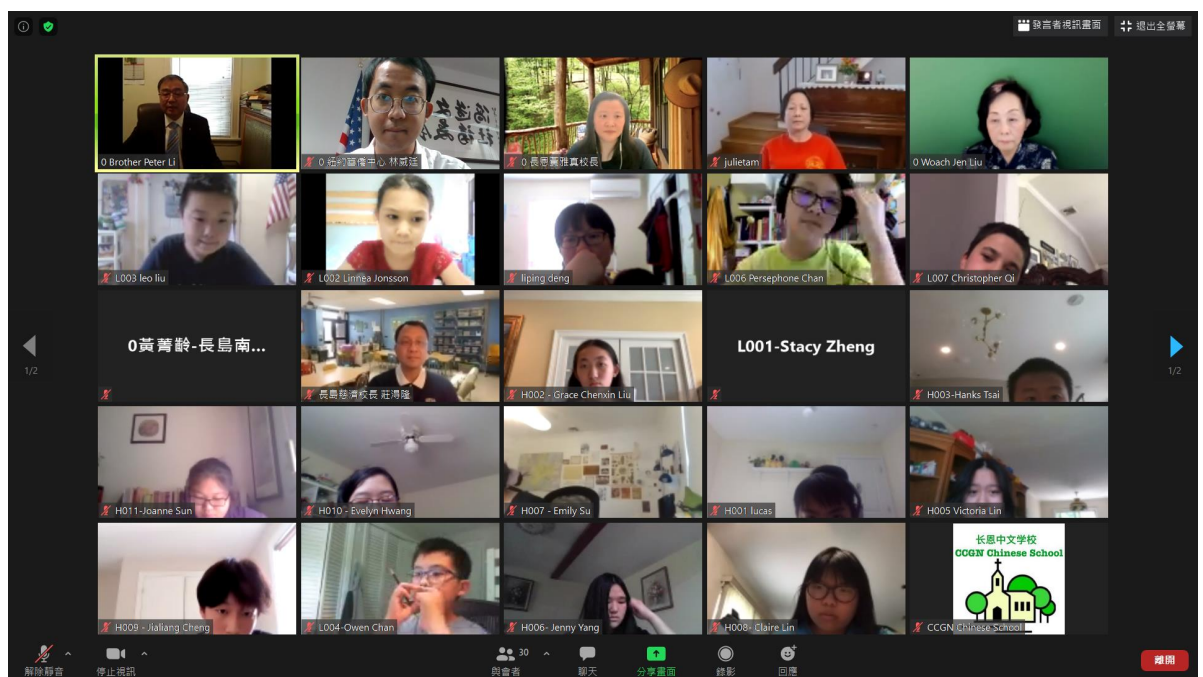 發言者視訊畫面
退出全螢幕
0 Brother Peter Li
0 紐約華僑中心 林威廷
0 長恩蕭雅真校長
julietam
0 Woach Jen Liu
L003 leo liu
L002 Linnea Jonsson
liping deng
L006 Persephone Chan
L007 Christopher Qi
0黃菁齡-長島南...
長島慈濟校長 莊濁隆
H002 - Grace Chenxin Liu
L001-Stacy Zheng
H003-Hanks Tsai
1/2
1/2
H011-Joanne Sun
H010 - Evelyn Hwang
H007 - Emily Su
H001 lucas
H005 Victoria Lin
长恩中文学校
CCGN Chinese School
H009 - Jialiang Cheng
L004-Owen Chan
H006- Jenny Yang
H008- Claire Lin
CCGN Chinese School
解除靜音
停止視訊
30
與會者
聊天
分享畫面
錄影
回應
離開